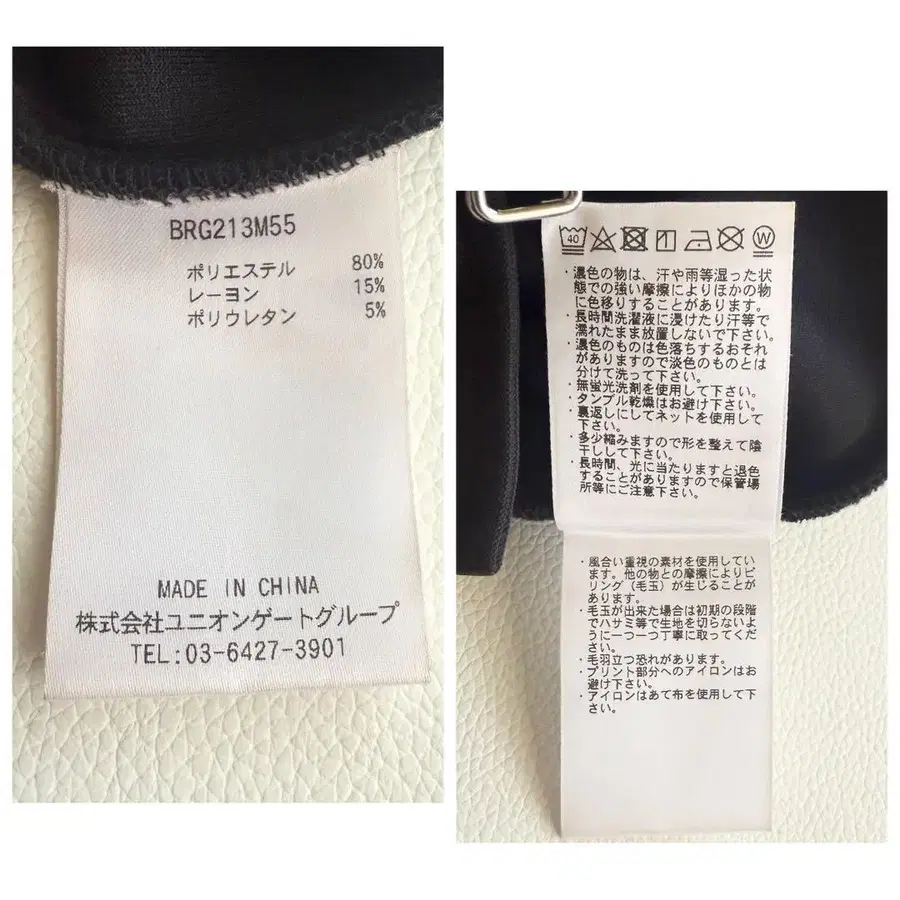 BRG213M55
ポリエステル 80%
レーヨン 15%
ポリウレタン 5%
MADE IN CHINA
株式会社ユニオンゲートグループ
TEL:03-6427-3901
40
W
・濃色の物は、汗や雨等湿った状
態での強い摩擦によりほかの物
に色移りすることがあります。
・長時間洗濯液に浸けたり汗等で
濡れたまま放置しないで下さい。
・濃色のものは色落ちするおそれ
がありますので淡色のものとは
分けて洗って下さい。
・無蛍光洗剤を使用して下さい。
・タンブル乾燥はお避け下さい。
・裏返しにしてネットを使用して
下さい。
・多少縮みますので形を整えて陰
干しして下さい。
・長時間、光に当たりますと退色
することがありますので保管場
所等にご注意下さい。
・風合い重視の素材を使用してい
ます。他の物との摩擦によりピ
リング(毛玉)が生じることが
あります。
・毛玉が出来た場合は初期の段階
でハサミ等で生地を切らないよ
うに一つ一つ丁寧に取ってくだ
さい。
・毛羽立つ恐れがあります。
・プリント部分へのアイロンはお
避け下さい。
・アイロンはあて布を使用して下
さい。